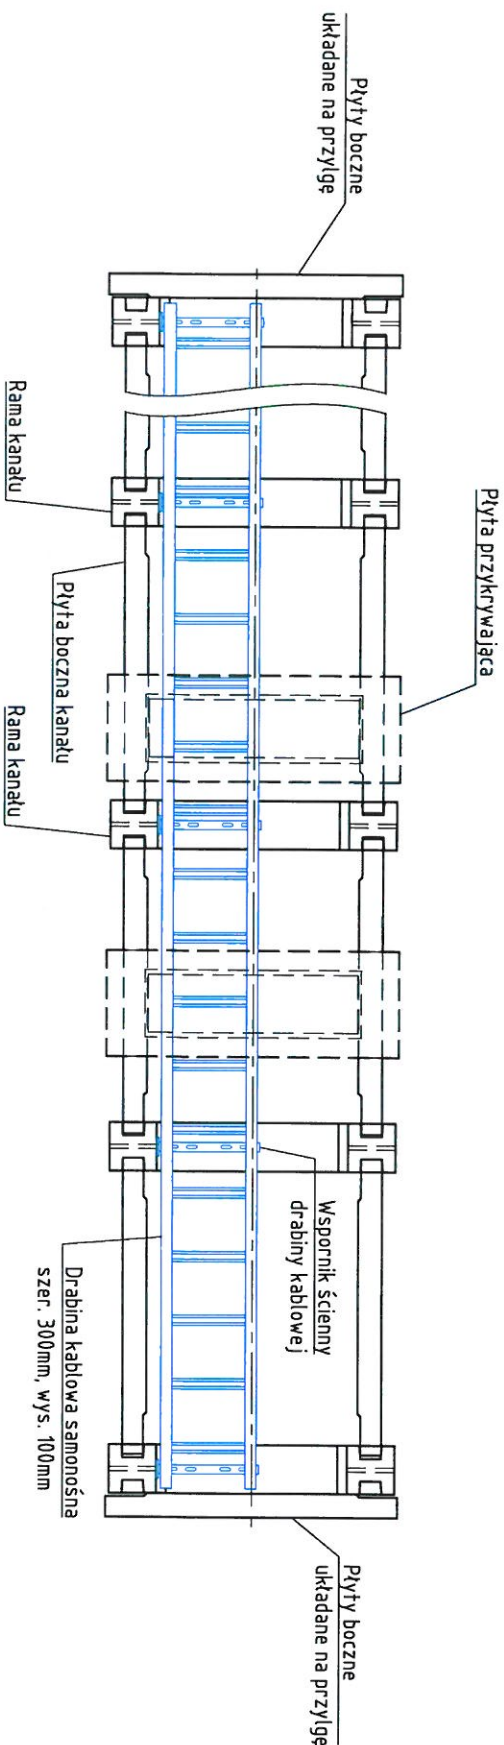 Płyty boczne
układane na przylgę
Płyta przykrywająca
Rama kanału
Płyta boczna kanału
Rama kanału
Wspornik ścienny
drabiny kablowej
Drabina kablowa samonośna
szer. 300mm, wys. 100mm
Płyty boczne
układane na przylgę